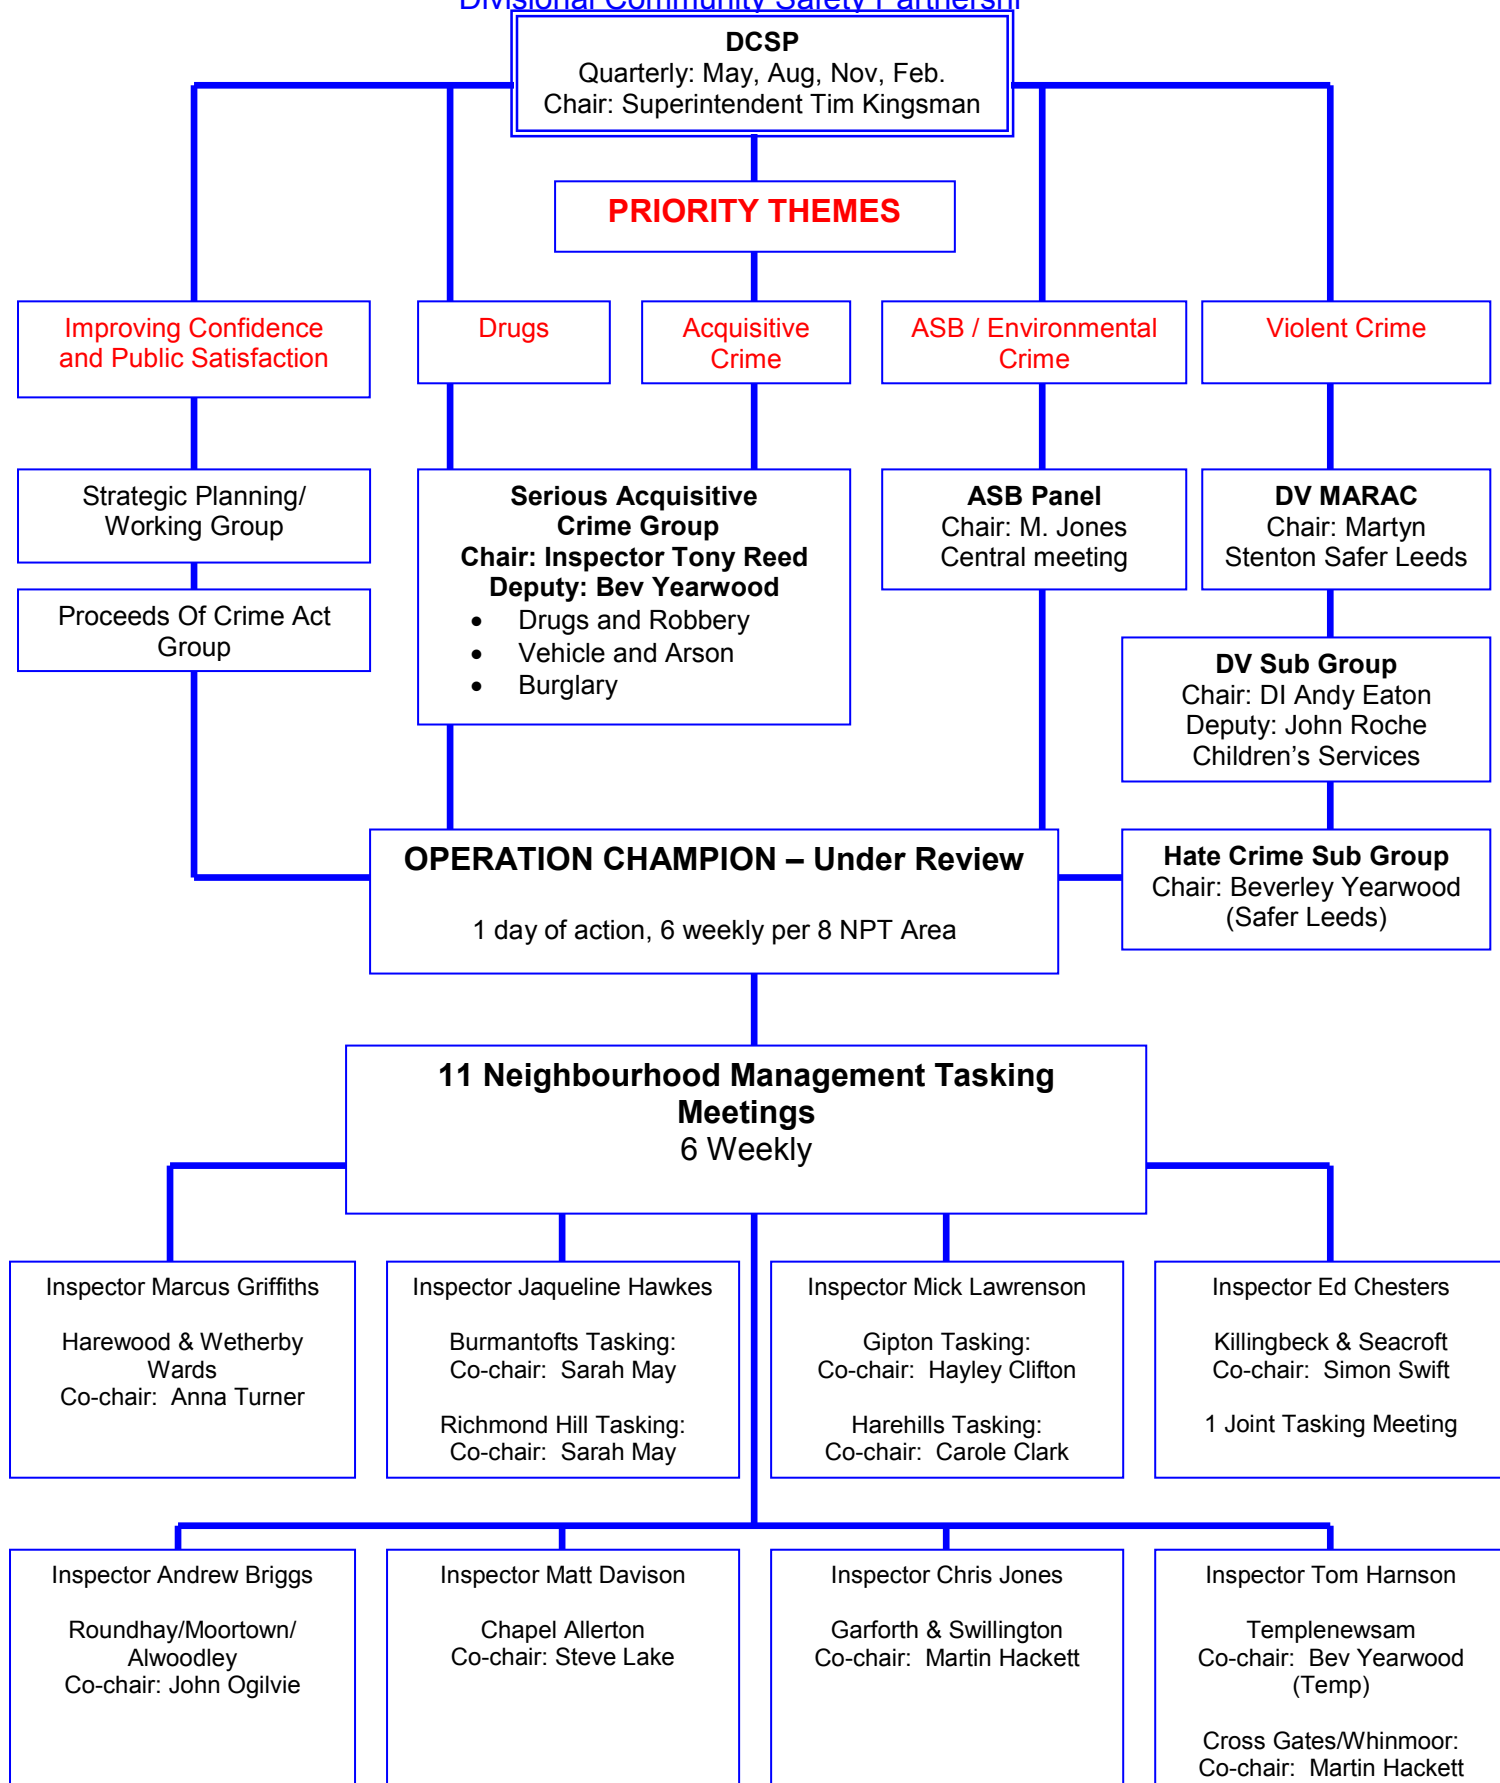 Divisional Community Safety Partnershi
DCSP
Quarterly: May, Aug, Nov, Feb.
Chair: Superintendent Tim Kingsman
PRIORITY THEMES
Improving Confidence
and Public Satisfaction
Drugs
Acquisitive
Crime
ASB / Environmental
Crime
Violent Crime
Strategic Planning/
Working Group
Proceeds Of Crime Act
Group
Serious Acquisitive
Crime Group
Chair: Inspector Tony Reed
Deputy: Bev Yearwood
• Drugs and Robbery
• Vehicle and Arson
• Burglary
ASB Panel
Chair: M. Jones
Central meeting
DV MARAC
Chair: Martyn
Stenton Safer Leeds
DV Sub Group
Chair: DI Andy Eaton
Deputy: John Roche
Children’s Services
Hate Crime Sub Group
Chair: Beverley Yearwood
(Safer Leeds)
OPERATION CHAMPION – Under Review
1 day of action, 6 weekly per 8 NPT Area
11 Neighbourhood Management Tasking
Meetings
6 Weekly
Inspector Marcus Griffiths
Harewood & Wetherby
Wards
Co-chair: Anna Turner
Inspector Jaqueline Hawkes
Burmantofts Tasking:
Co-chair: Sarah May
Richmond Hill Tasking:
Co-chair: Sarah May
Inspector Mick Lawrenson
Gipton Tasking:
Co-chair: Hayley Clifton
Harehills Tasking:
Co-chair: Carole Clark
Inspector Ed Chesters
Killingbeck & Seacroft
Co-chair: Simon Swift
1 Joint Tasking Meeting
Inspector Andrew Briggs
Roundhay/Moortown/
Alwoodley
Co-chair: John Ogilvie
Inspector Matt Davison
Chapel Allerton
Co-chair: Steve Lake
Inspector Chris Jones
Garforth & Swillington
Co-chair: Martin Hackett
Inspector Tom Harnson
Templenewsam
Co-chair: Bev Yearwood
(Temp)
Cross Gates/Whinmoor:
Co-chair: Martin Hackett